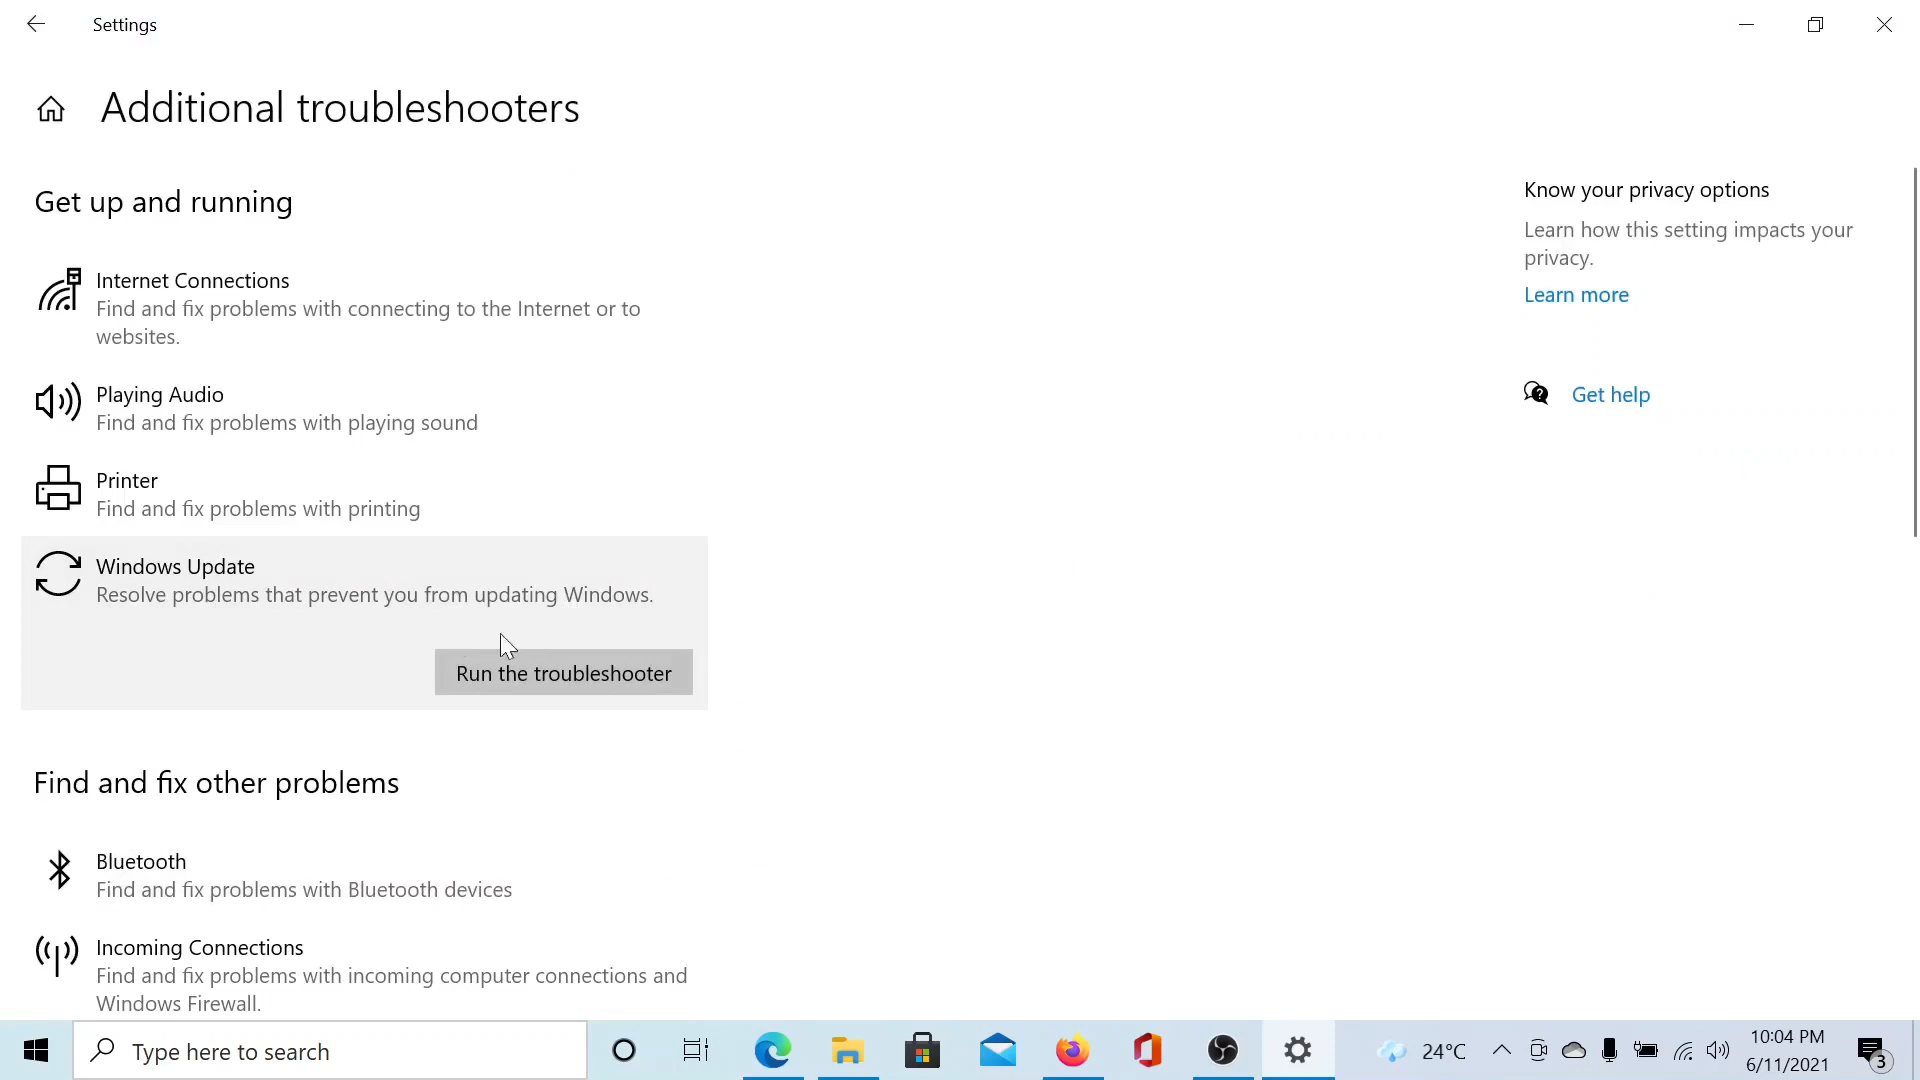 Settings
Additional troubleshooters
Get up and running
Internet Connections
Find and fix problems with connecting to the Internet or to
websites.
Playing Audio
Find and fix problems with playing sound
Printer
Find and fix problems with printing
Windows Update
Resolve problems that prevent you from updating Windows.
Run the troubleshooter
Find and fix other problems
Bluetooth
Find and fix problems with Bluetooth devices
Incoming Connections
Find and fix problems with incoming computer connections and
Windows Firewall.
Know your privacy options
Learn how this setting impacts your
privacy.
Learn more
Get help
Type here to search
24°C
10:04 PM
6/11/2021
3